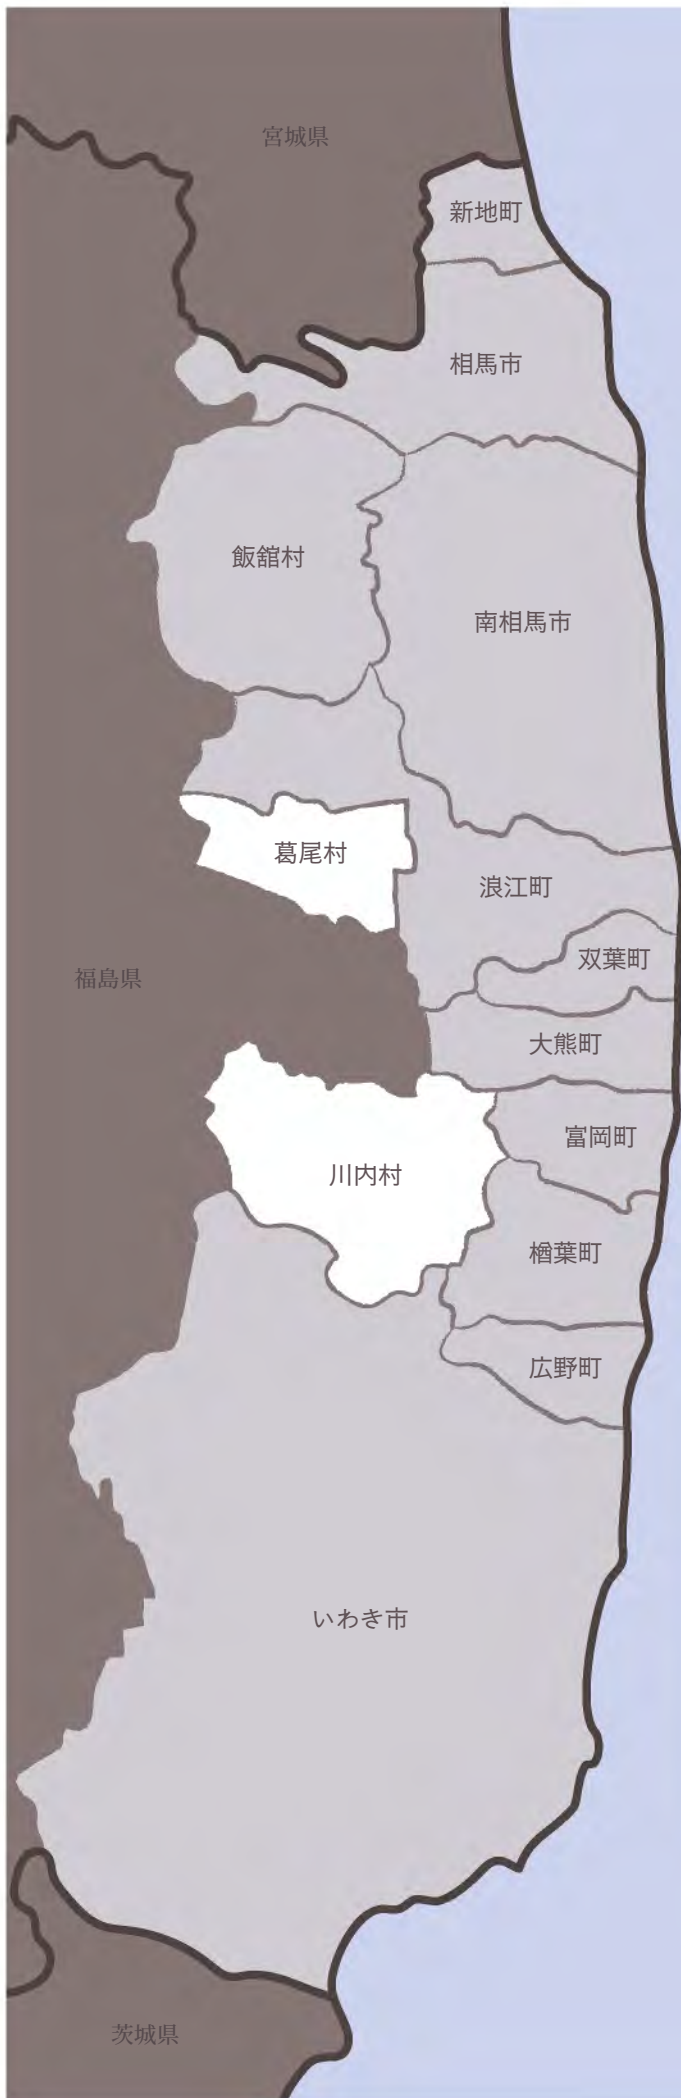 宮城県
新地町
相馬市
飯舘村
南相馬市
葛尾村
浪江町
双葉町
福島県
大熊町
富岡町
川内村
楢葉町
広野町
いわき市
茨城県